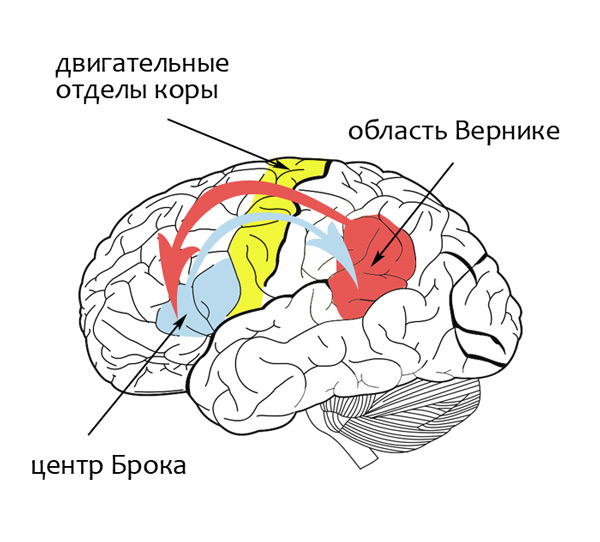 двигательные
отделы коры
область Вернике
центр Брока